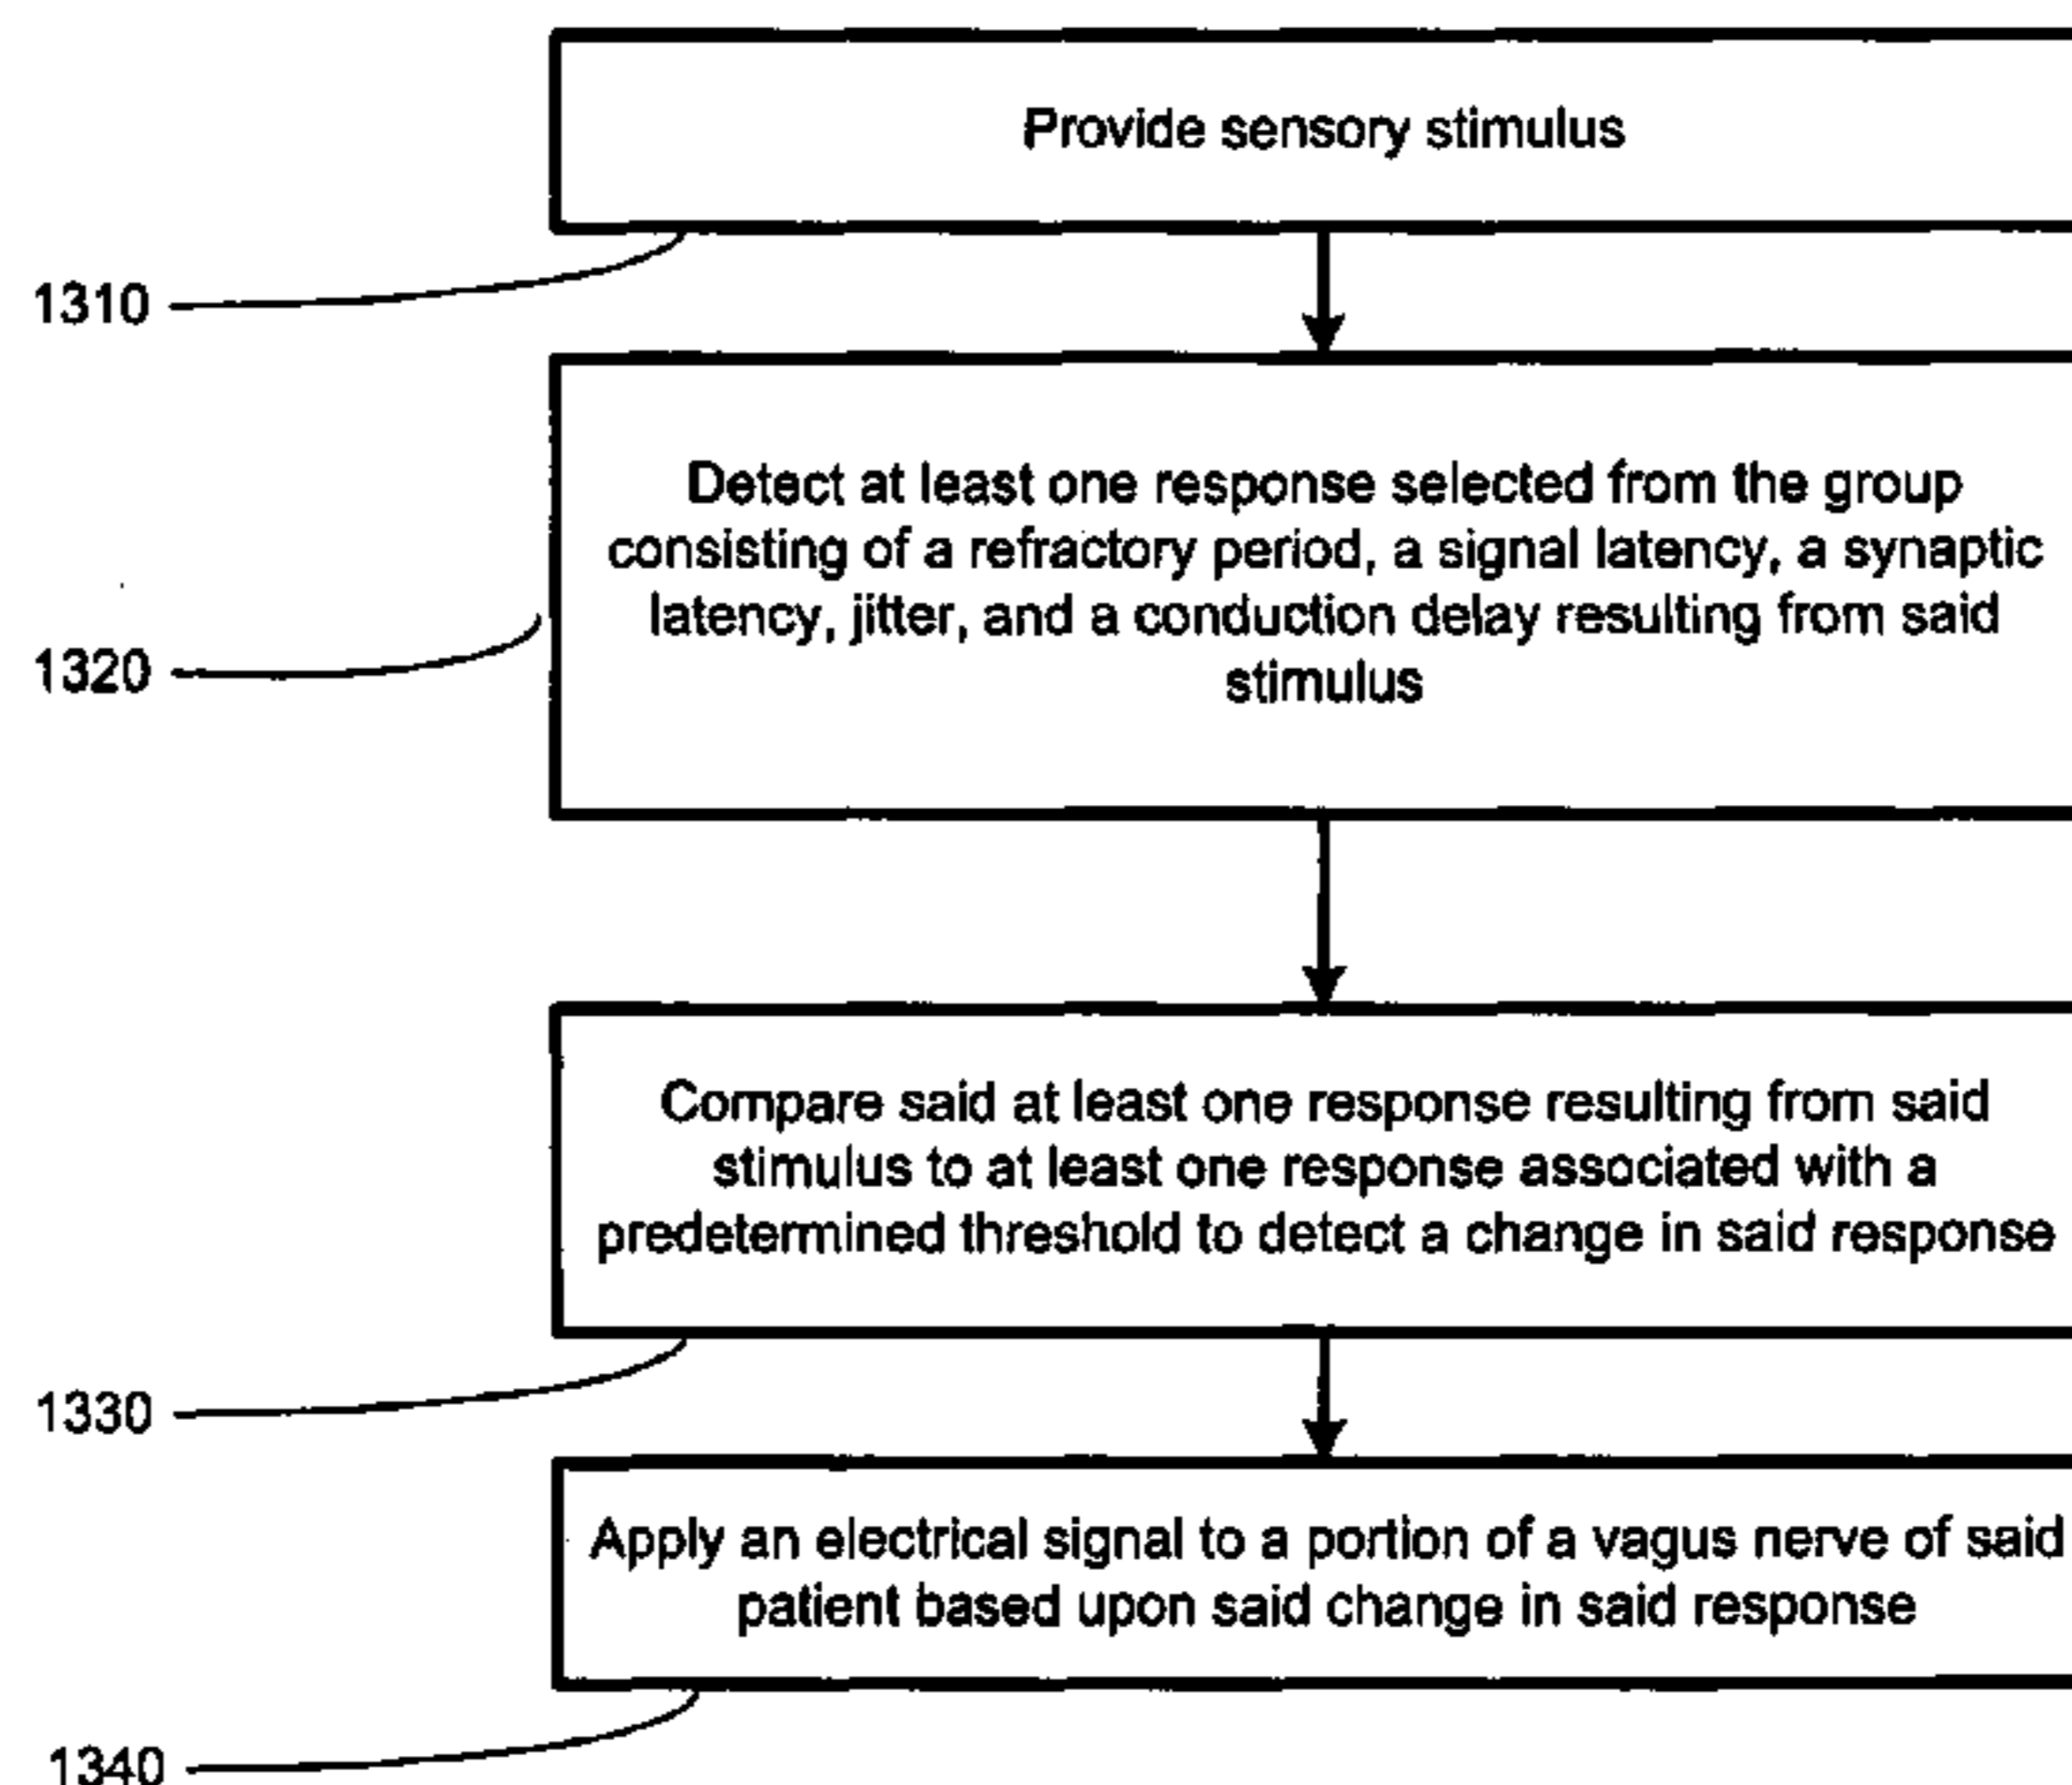 Provide sensory stimulus
1310
Detect at least one response selected from the group
consisting of a refractory period, a signal latency, a synaptic
latency, jitter, and a conduction delay resulting from said
stimulus
1320
Compare said at least one response resulting from said
stimulus to at least one response associated with a
predetermined threshold to detect a change in said response
1330
Apply an electrical signal to a portion of a vagus nerve of said
patient based upon said change in said response
1340